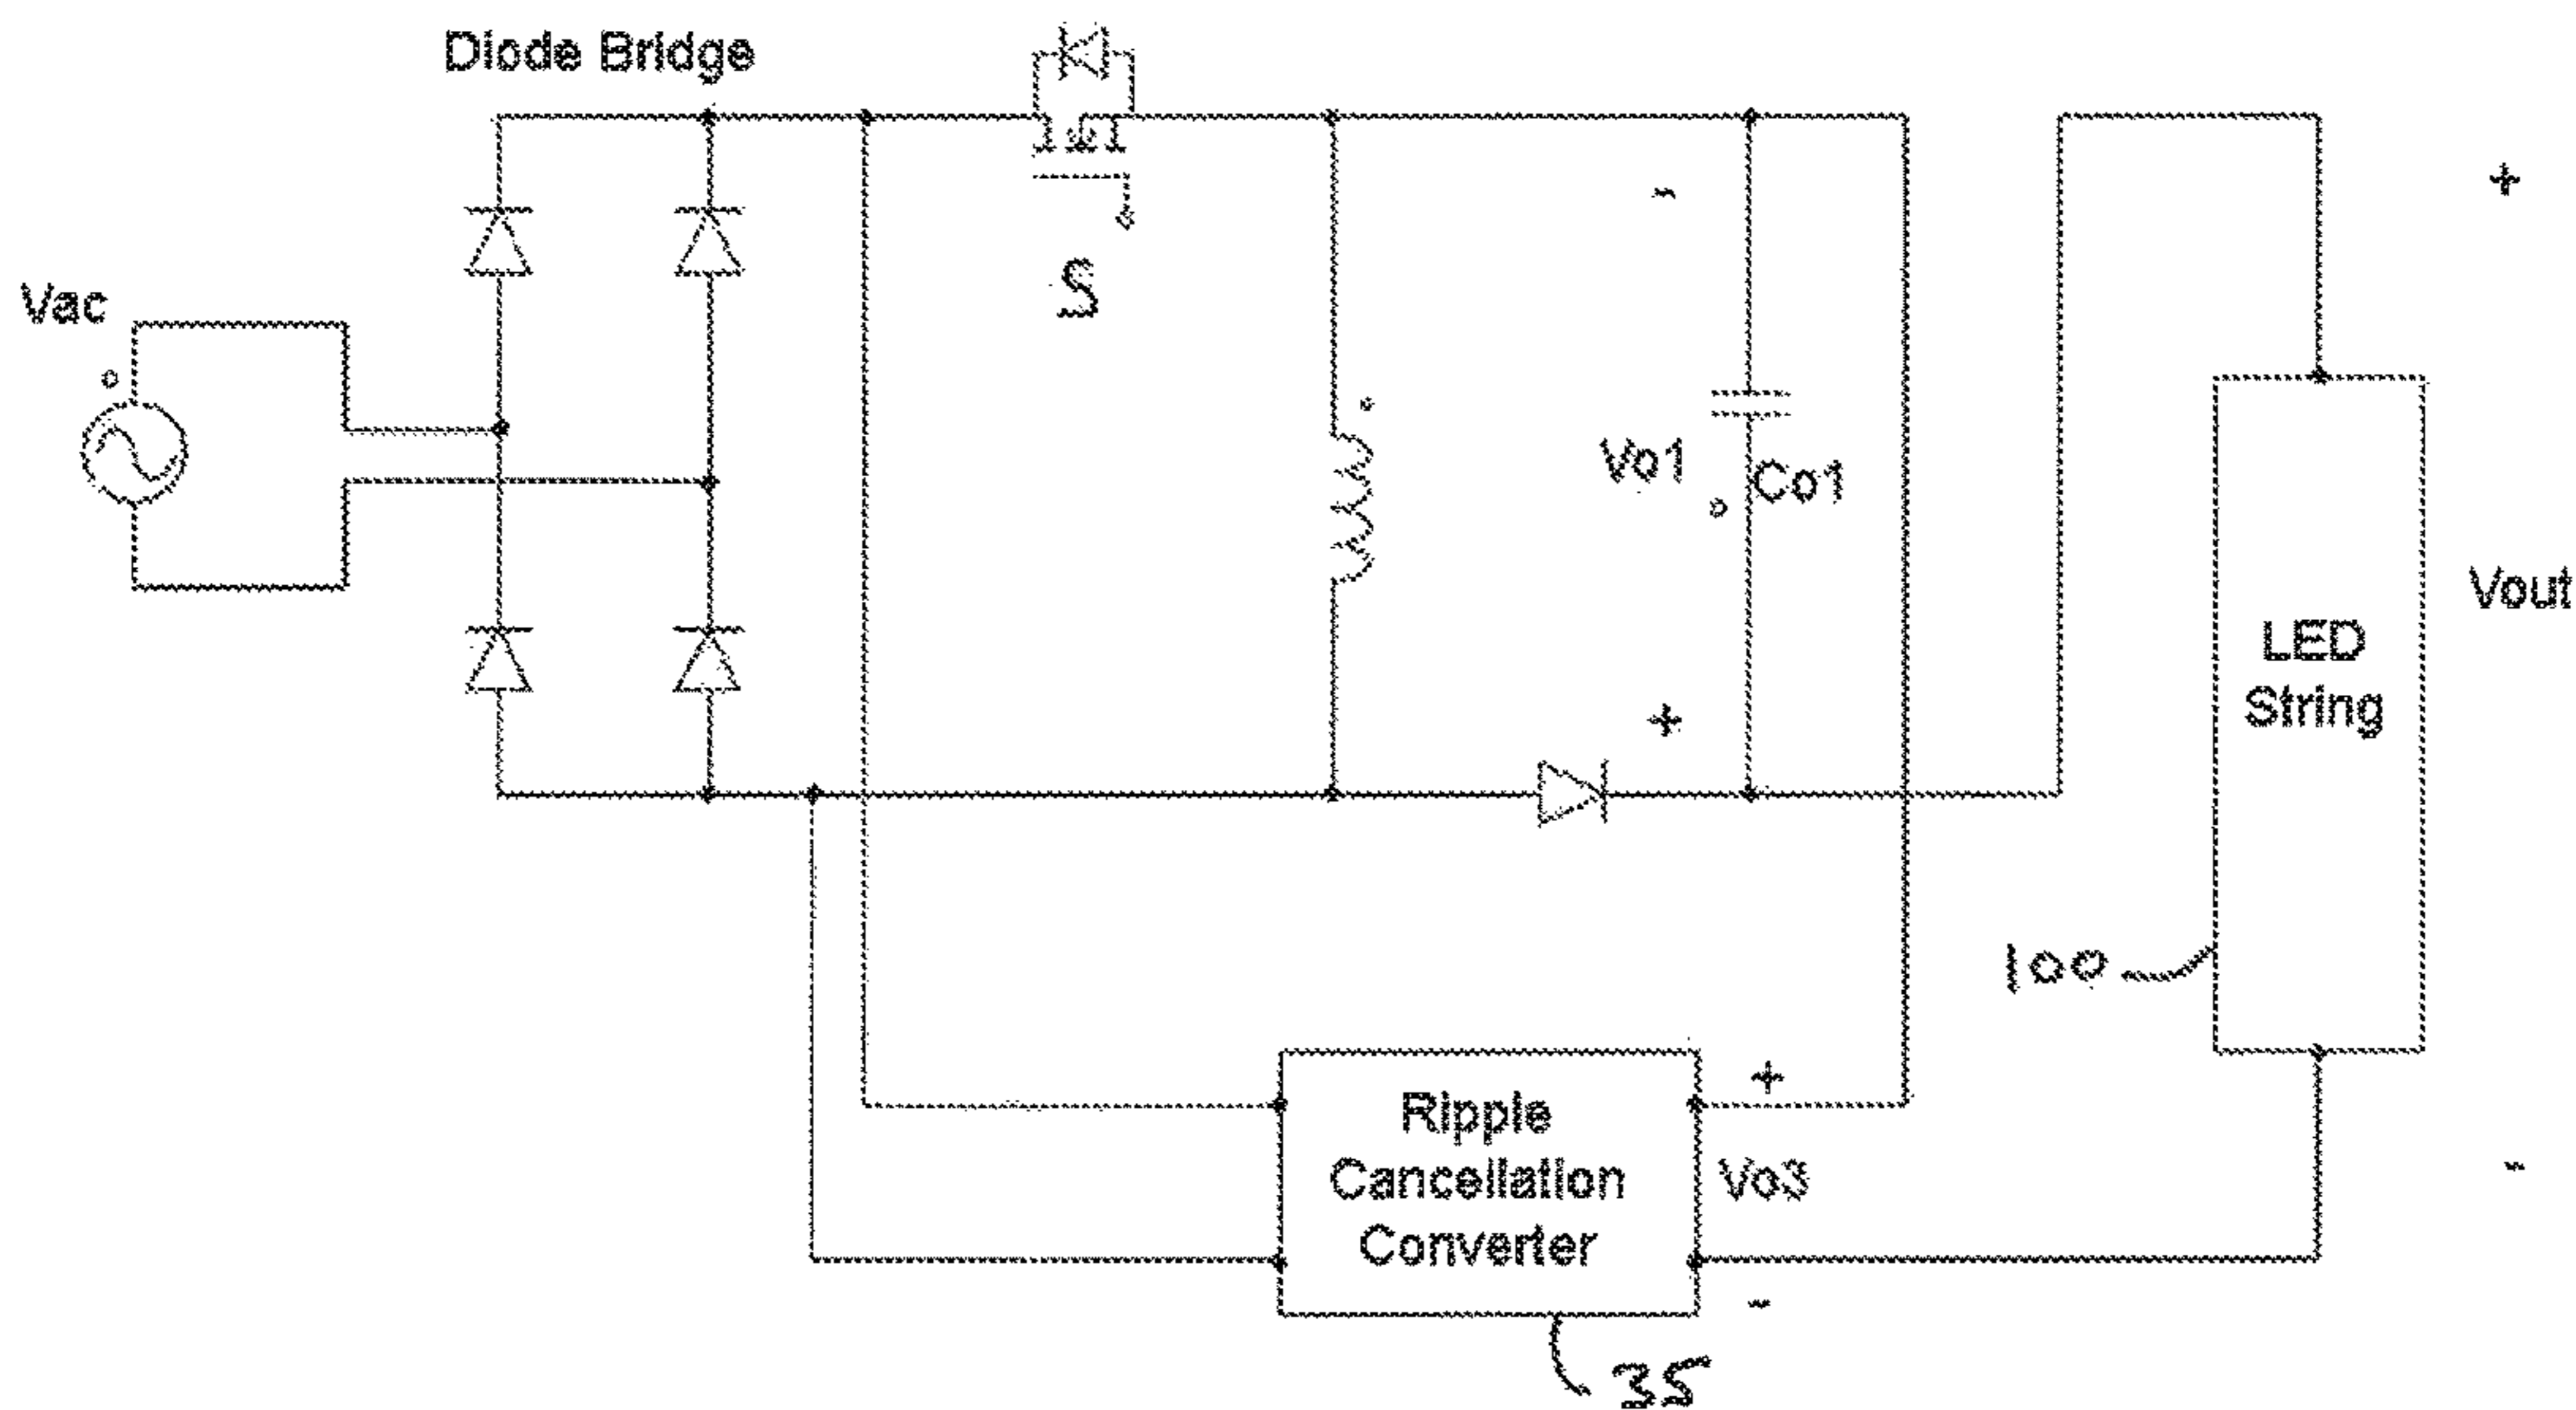 Diode Bridge
Vac
S
-
+
Vo1
Co1
+
Vout
LED
String
100
-
Ripple
Cancellation
Converter
+
Vo3
-
35